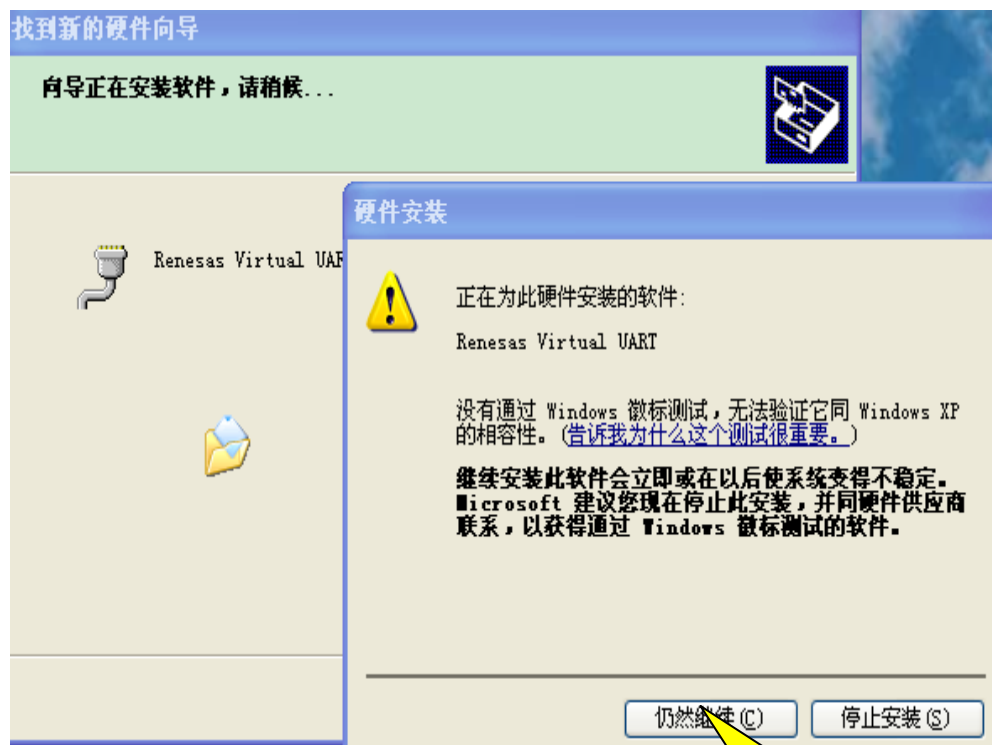 找到新的硬件向导
向导正在安装软件，请稍候...
Renesas Virtual UAR
硬件安装
正在为此硬件安装的软件:
Renesas Virtual UART
没有通过 Windows 徽标测试，无法验证它同 Windows XP
的相容性。(告诉我为什么这个测试很重要。)
继续安装此软件会立即或在以后使系统变得不稳定。
Microsoft 建议您现在停止此安装，并同硬件供应商
联系，以获得通过 Windows 徽标测试的软件。
仍然继续(C)
停止安装(S)